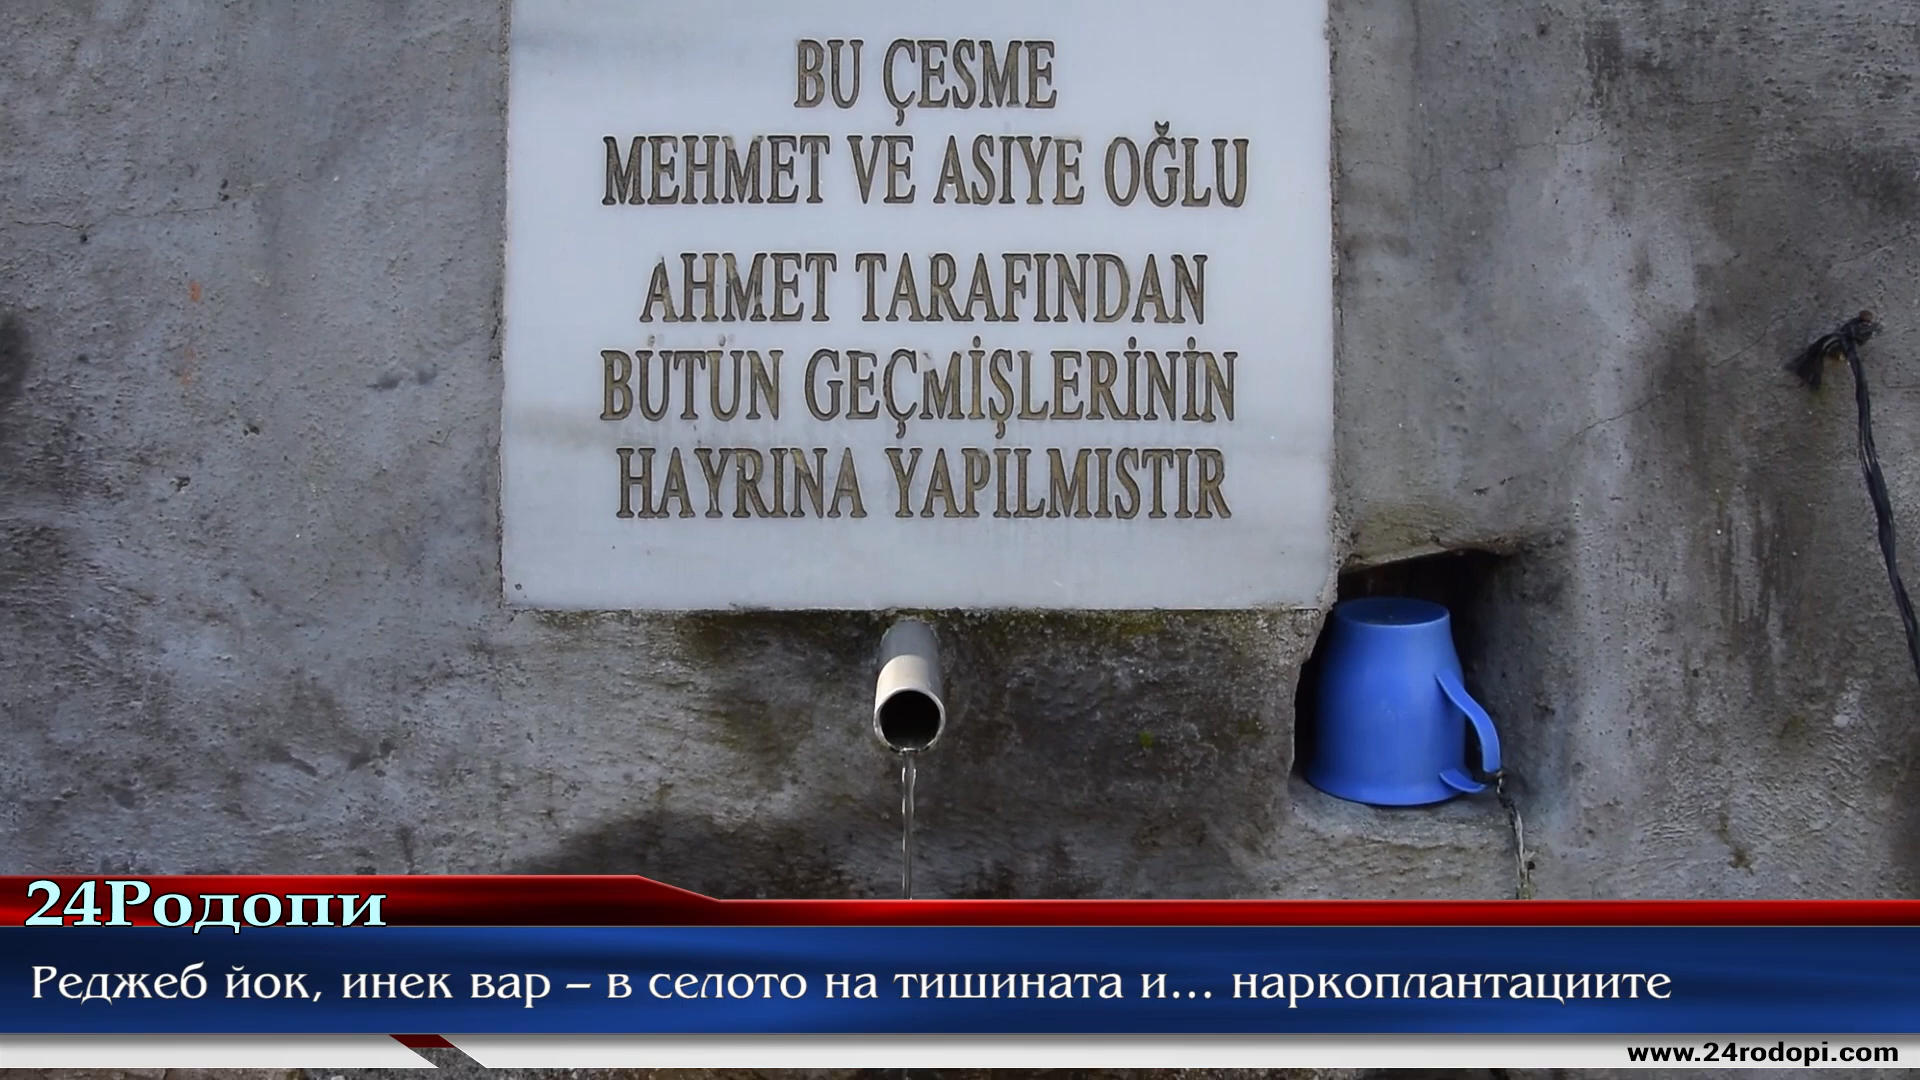 BU ÇESME
MEHMET VE ASIYE OĞLU
AHMET TARAFINDAN
BÜTÜN GEÇMİŞLERİNİN
HAYRINA YAPILMISTIR
24Родопи
Реджеб йок, инек вар – в селото на тишината и... наркоплантациите
www.24rodopi.com